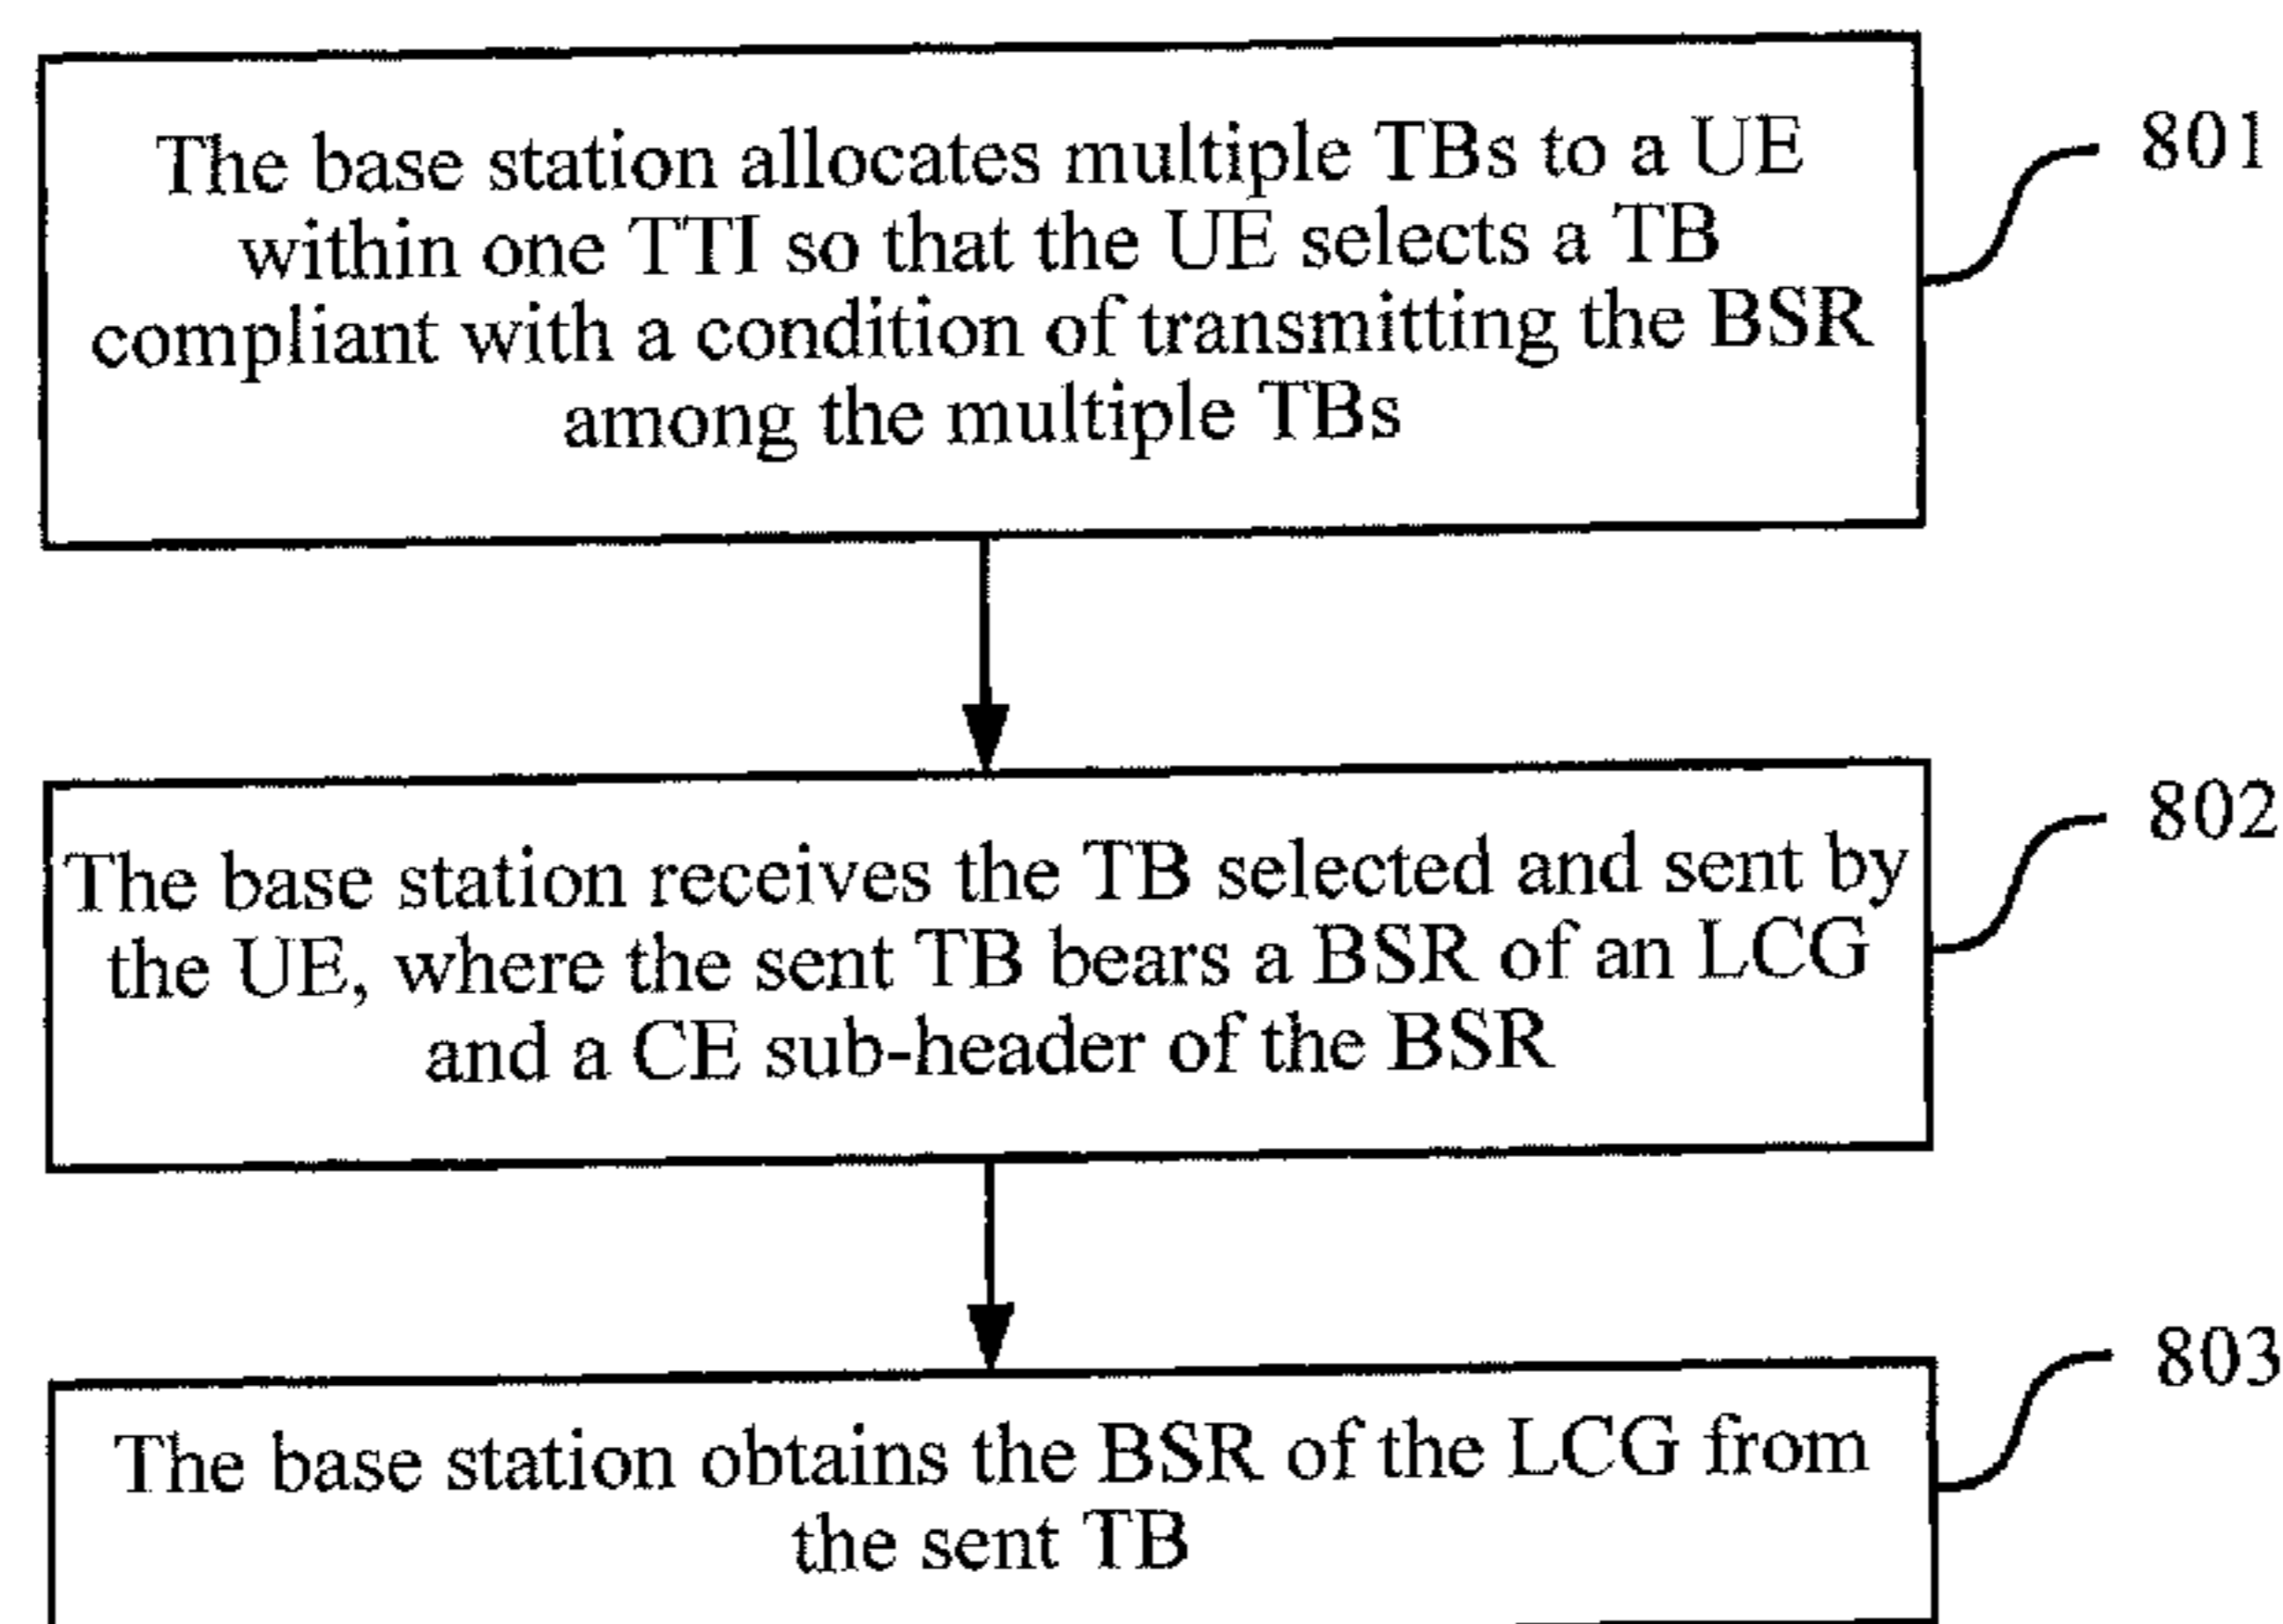 The base station allocates multiple TBs to a UE
within one TTI so that the UE selects a TB
compliant with a condition of transmitting the BSR
among the multiple TBs
801
The base station receives the TB selected and sent by
the UE, where the sent TB bears a BSR of an LCG
and a CE sub-header of the BSR
802
The base station obtains the BSR of the LCG from
the sent TB
803